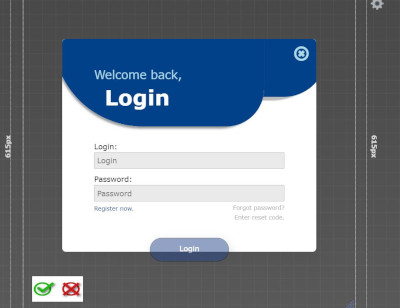 Welcome back,
Login
Login:
Login
Password:
Password
Register now.
Forgot password?
Enter reset code.
Login
615px
615px